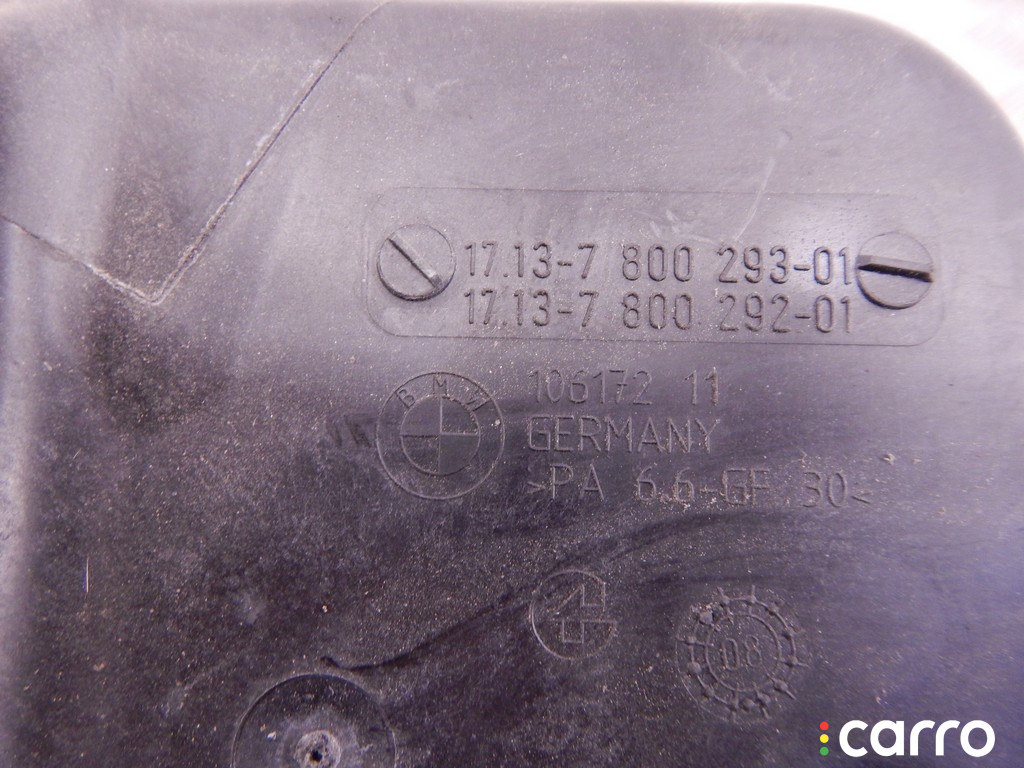 17.13-7 800 293-01
17.13-7 800 292-01
BMW
106172 11
GERMANY
>PA 6.6-GF 30<
08
carro